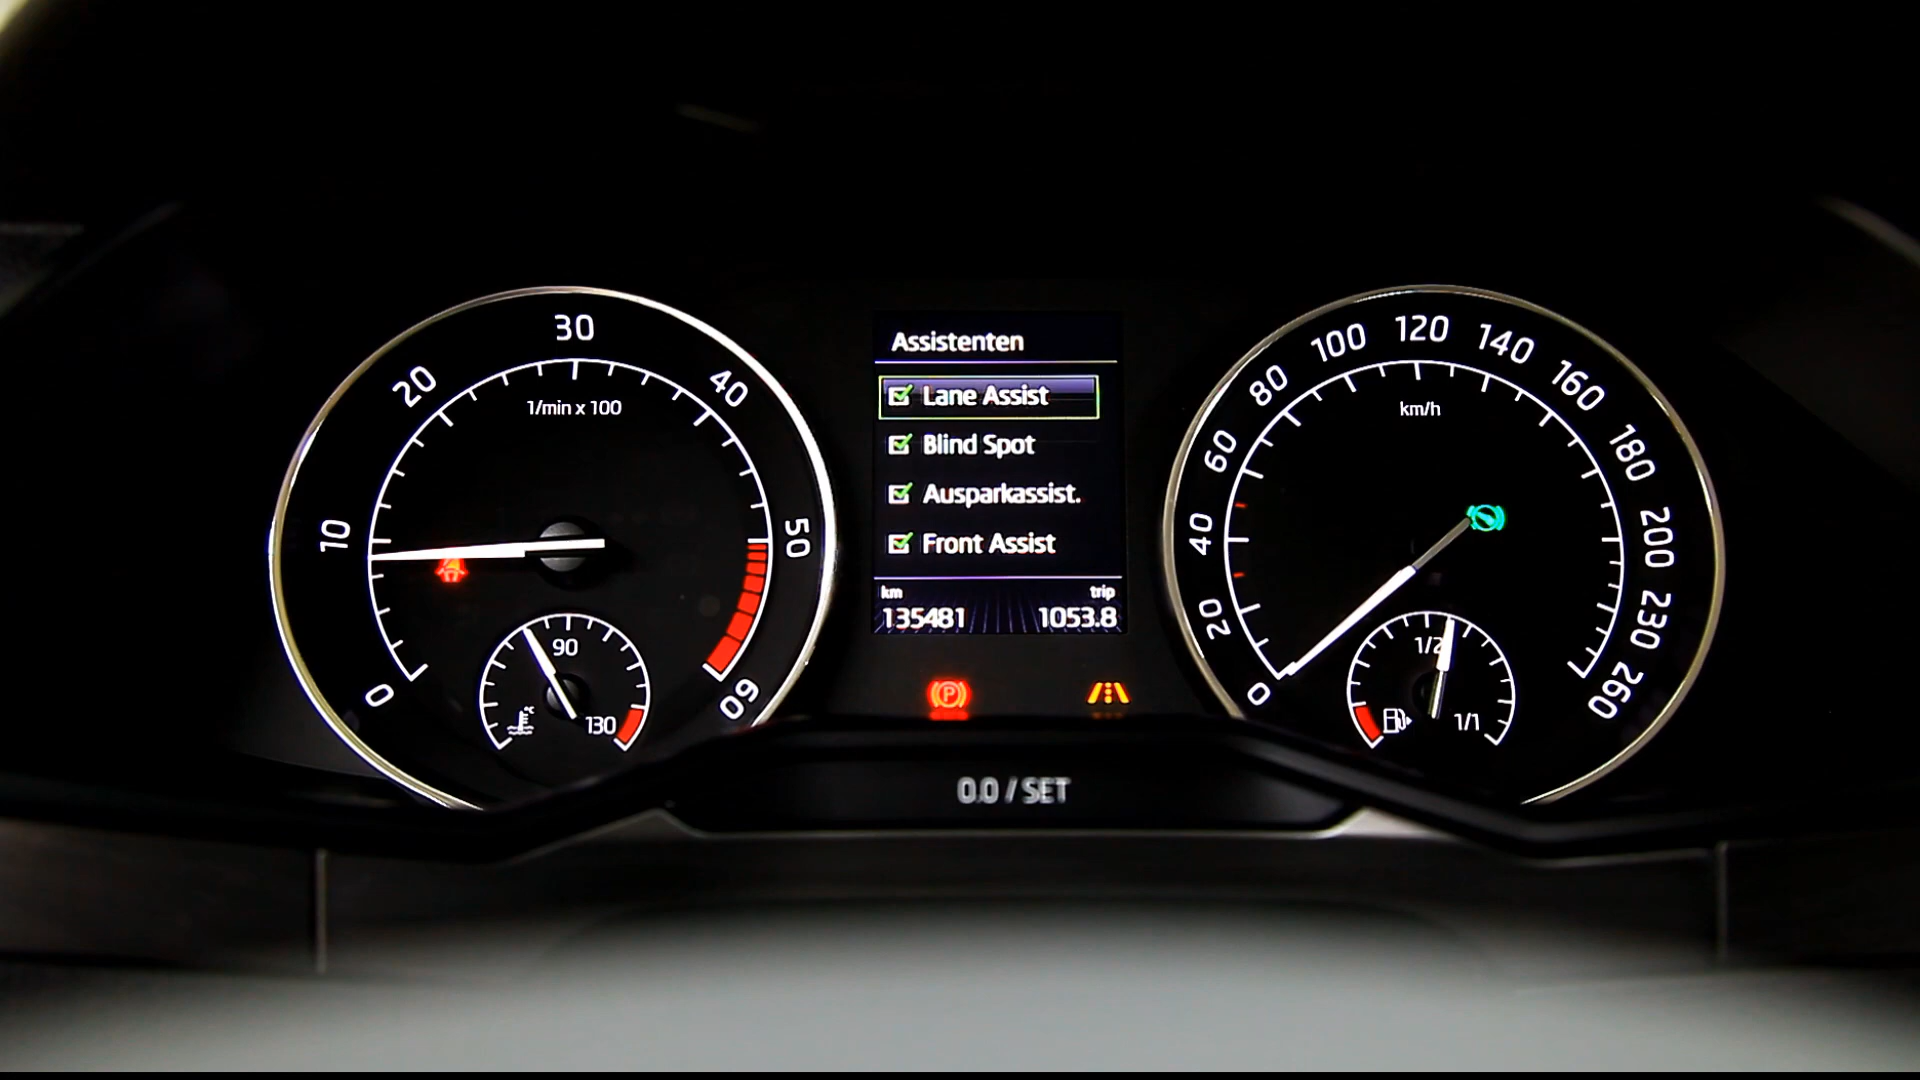 0
10
20
30
40
50
60
1/min x 100
90
130
Assistenten
Lane Assist
Blind Spot
Ausparkassist.
Front Assist
km trip
135481 1053.8
P
0.0 / SET
0
20
40
60
80
100
120
140
160
180
200
230
260
km/h
1/2
1/1